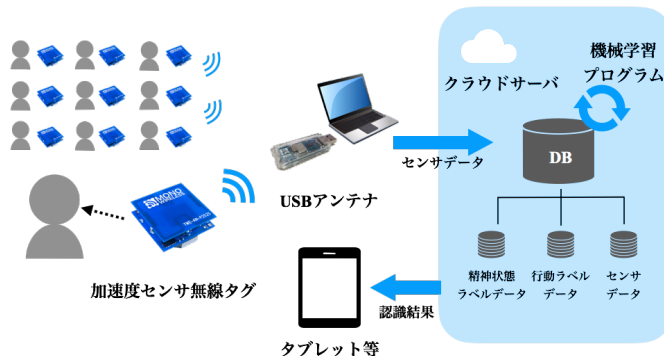 機械学習
プログラム
クラウドサーバ
DB
センサデータ
USBアンテナ
MONO
WIRELESS
加速度センサ無線タグ
精神状態
ラベルデータ
行動ラベル
データ
センサ
データ
認識結果
タブレット等